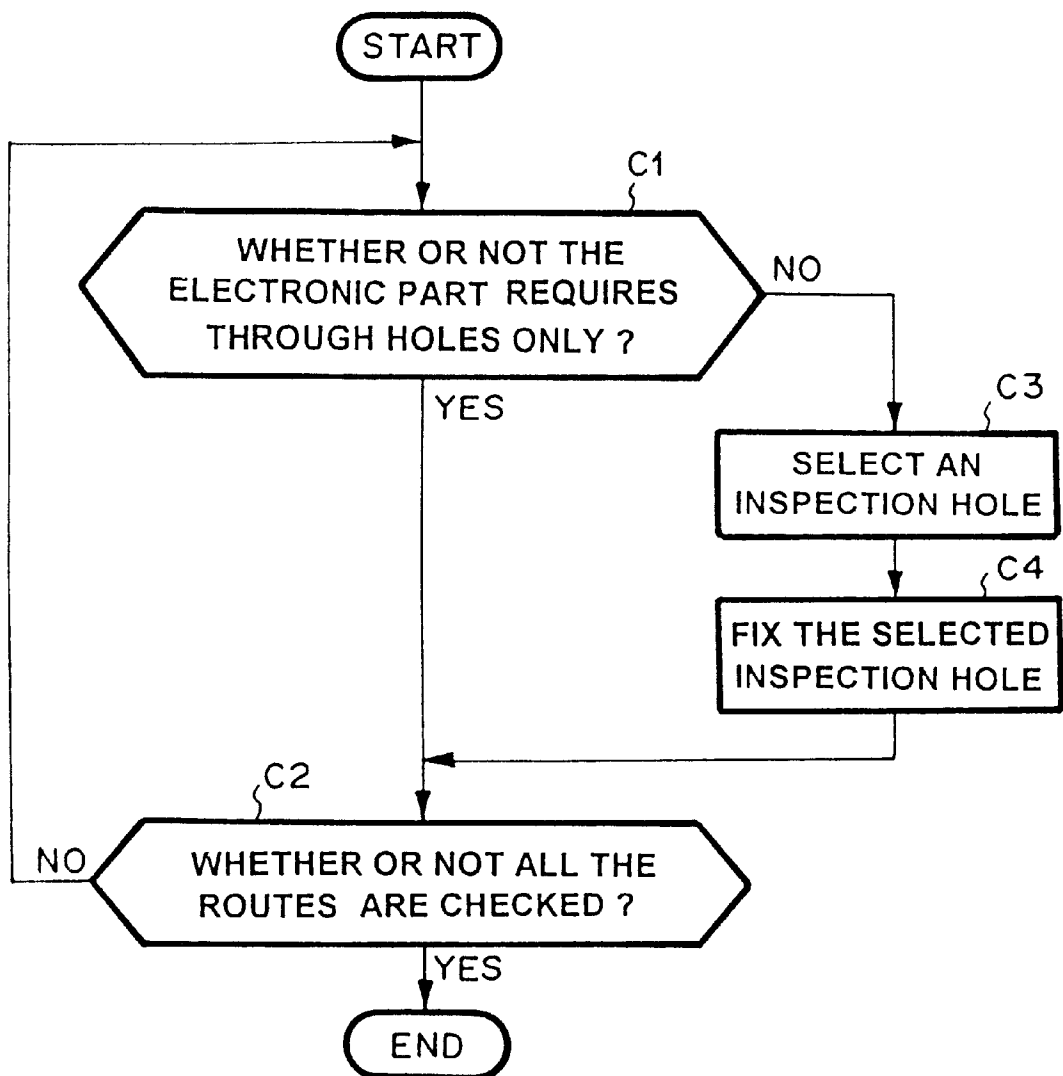 START
C1
WHETHER OR NOT THE
ELECTRONIC PART REQUIRES
THROUGH HOLES ONLY ?
NO
YES
C3
SELECT AN
INSPECTION HOLE
C4
FIX THE SELECTED
INSPECTION HOLE
C2
NO
WHETHER OR NOT ALL THE
ROUTES ARE CHECKED ?
YES
END